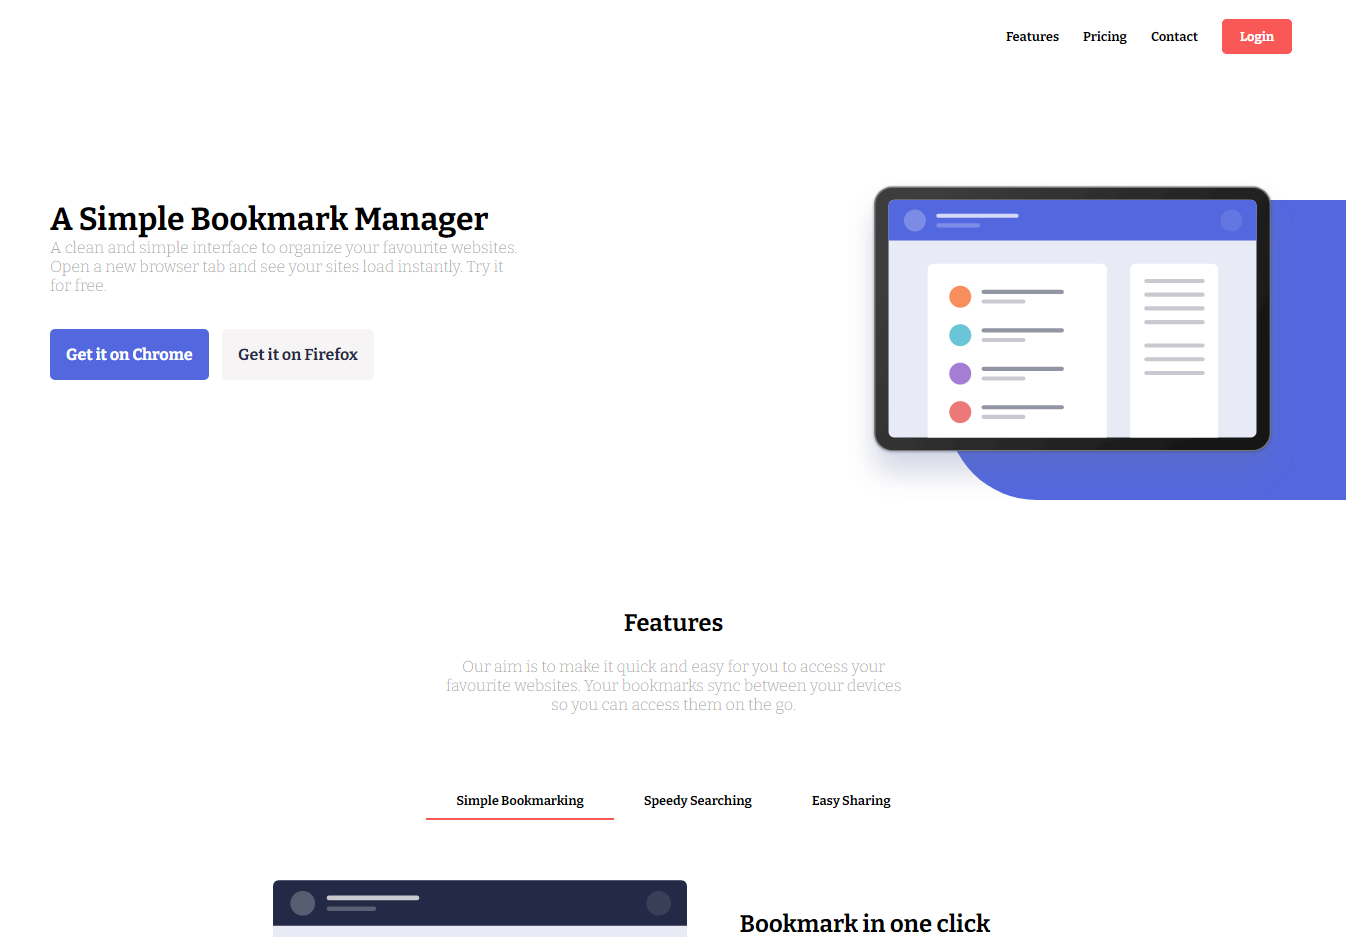 Features Pricing Contact Login
A Simple Bookmark Manager
A clean and simple interface to organize your favourite websites.
Open a new browser tab and see your sites load instantly. Try it
for free.
Get it on Chrome Get it on Firefox
Features
Our aim is to make it quick and easy for you to access your
favourite websites. Your bookmarks sync between your devices
so you can access them on the go.
Simple Bookmarking Speedy Searching Easy Sharing
Bookmark in one click